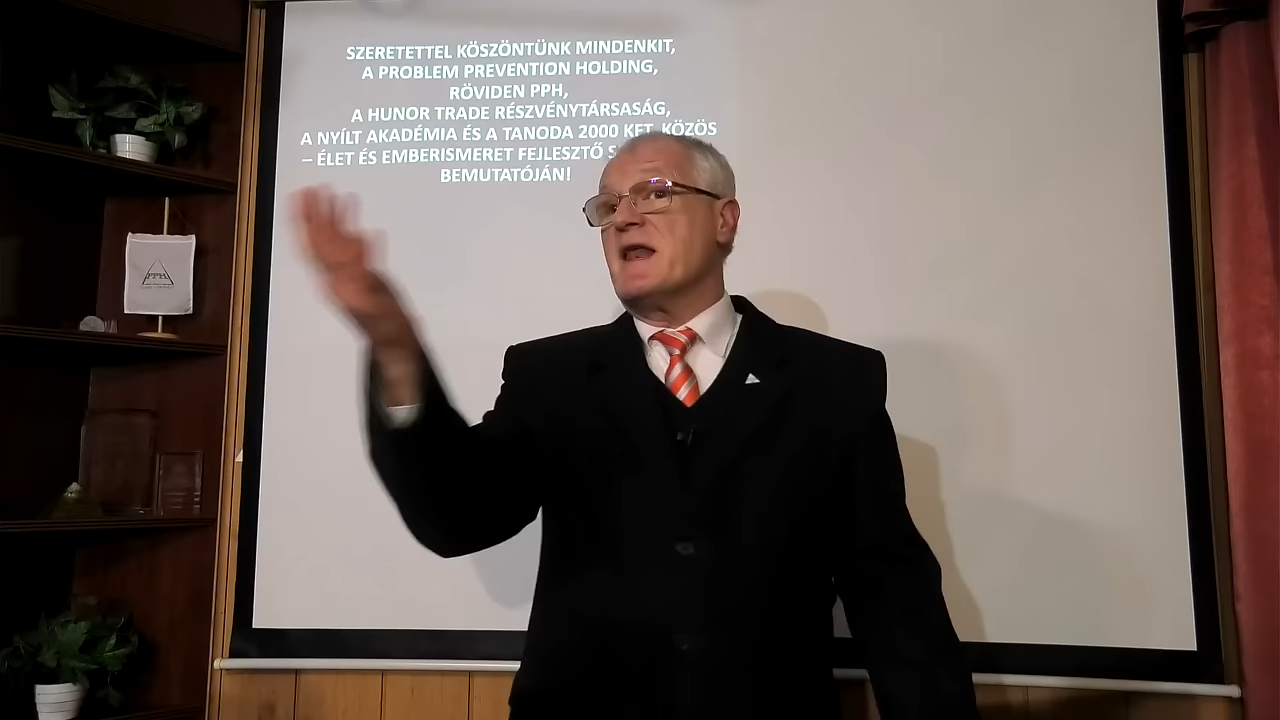 SZERETETTEL KÖSZÖNTÜNK MINDENKIT,
A PROBLEM PREVENTION HOLDING,
RÖVIDEN PPH,
A HUNOR TRADE RÉSZVÉNYTÁRSASÁG,
A NYÍLT AKADÉMIA ÉS A TANODA 2000 KFT. KÖZÖS
– ÉLET ÉS EMBERISMERET FEJLESZTŐ
BEMUTATÓJÁN!
PPH